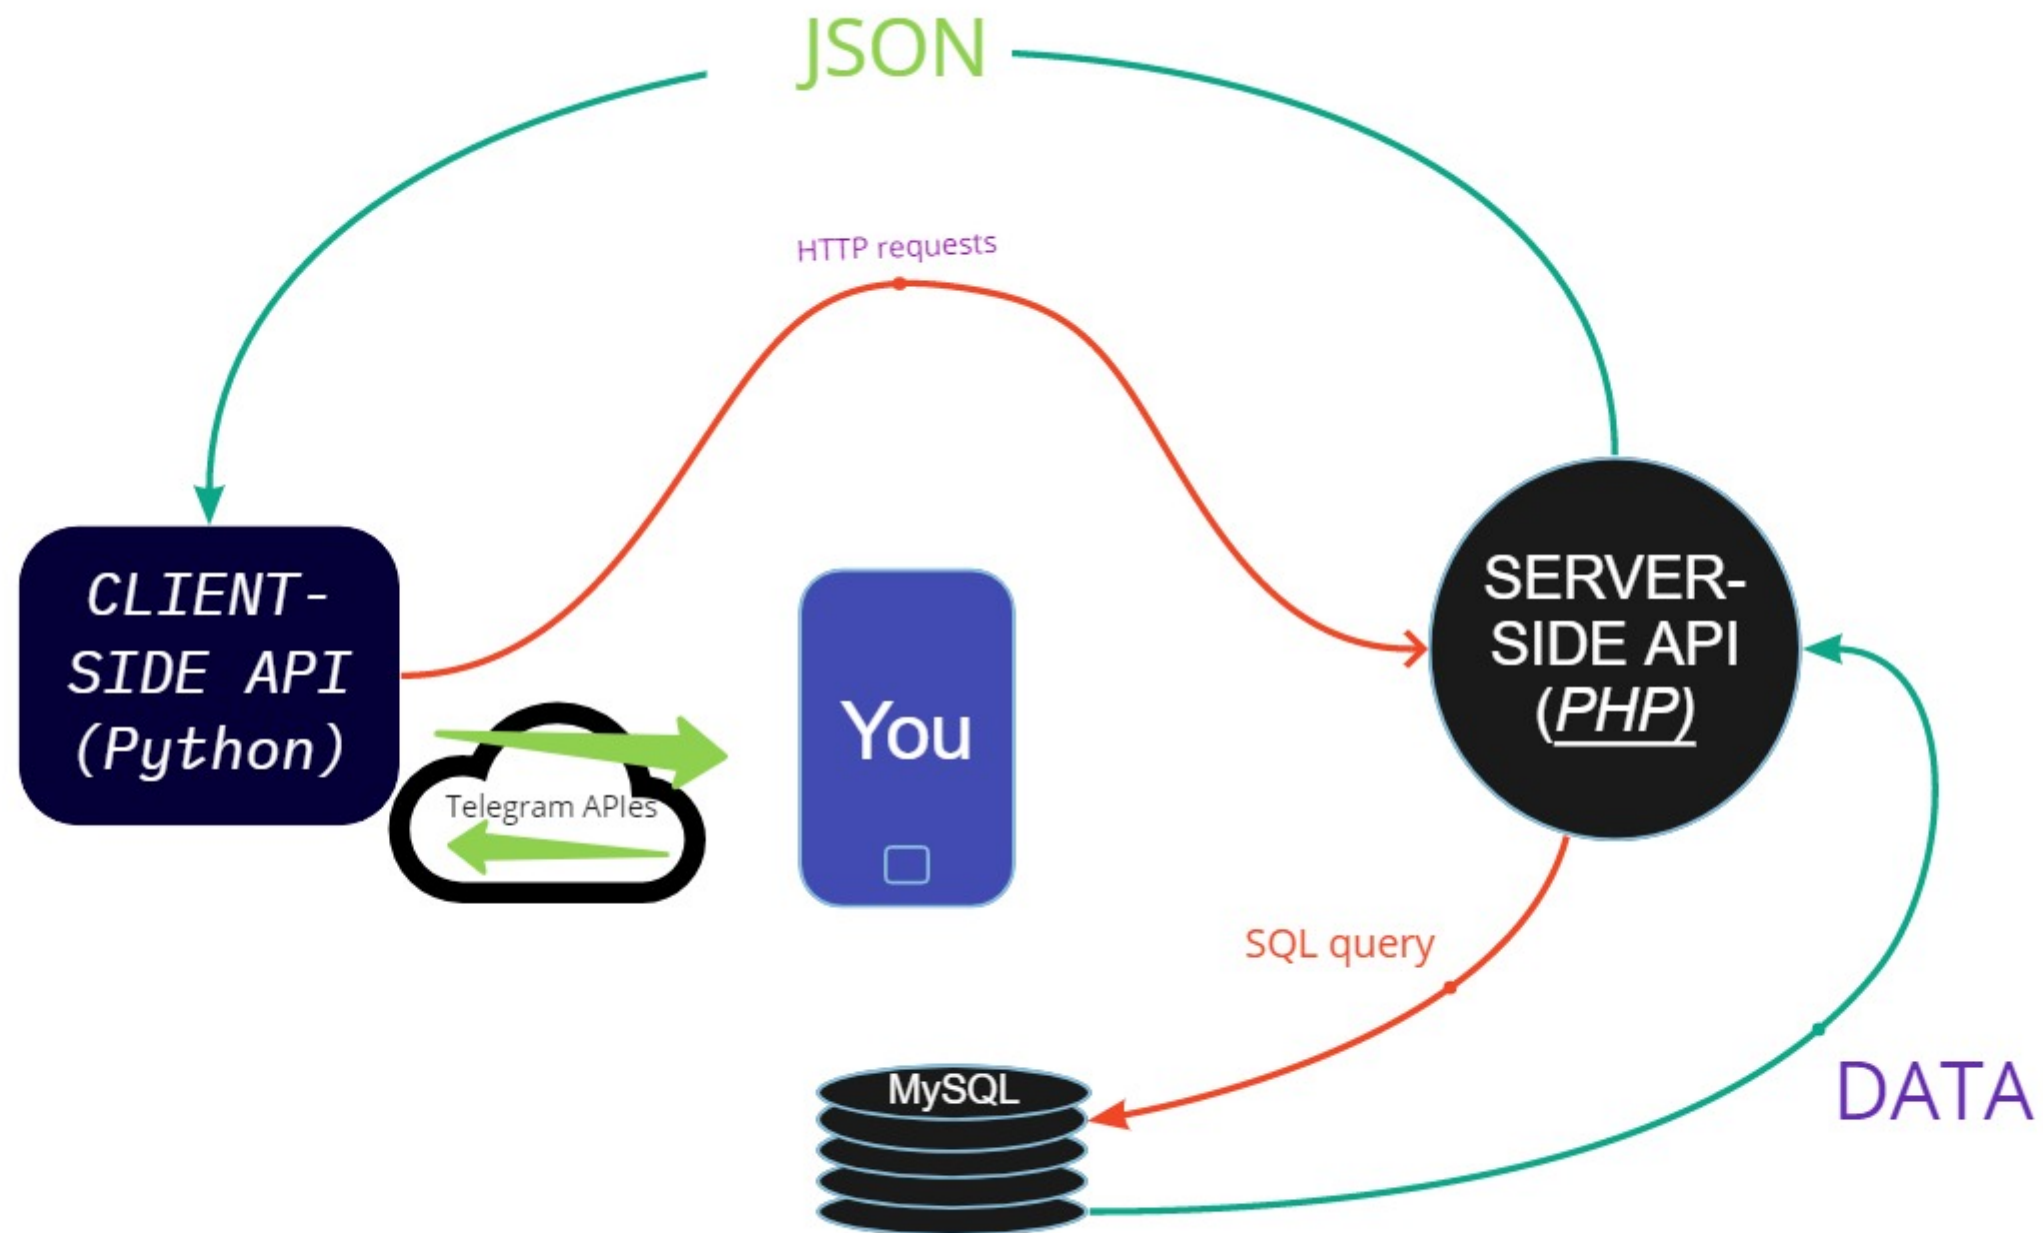 JSON
HTTP requests
CLIENT-
SIDE API
(Python)
Telegram APIes
You
SERVER-
SIDE API
(PHP)
SQL query
MySQL
DATA